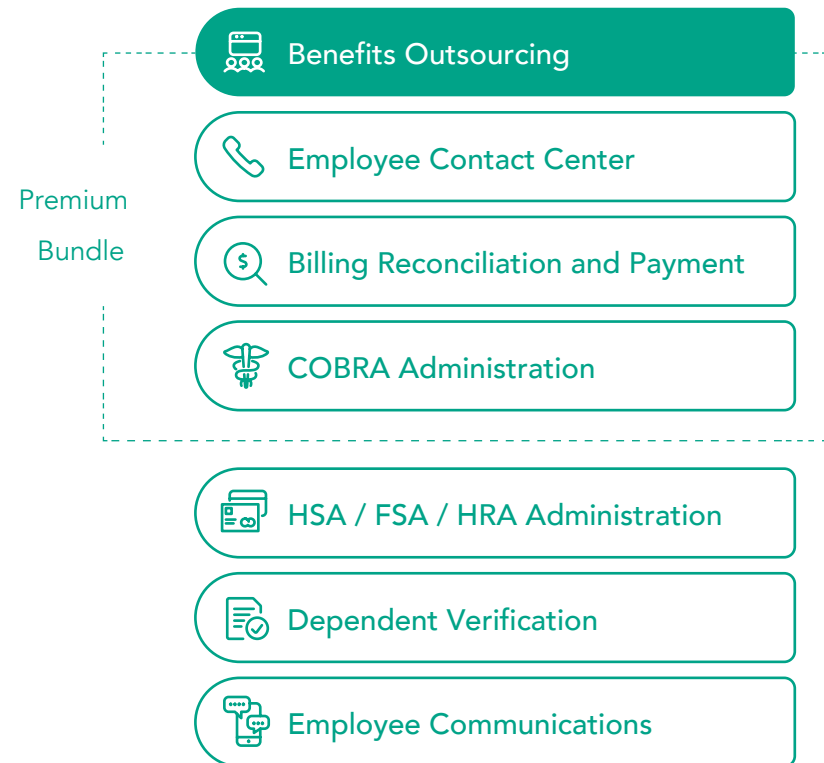 Benefits Outsourcing
Employee Contact Center
Premium
Bundle
$
Billing Reconciliation and Payment
COBRA Administration
HSA / FSA / HRA Administration
Dependent Verification
Employee Communications